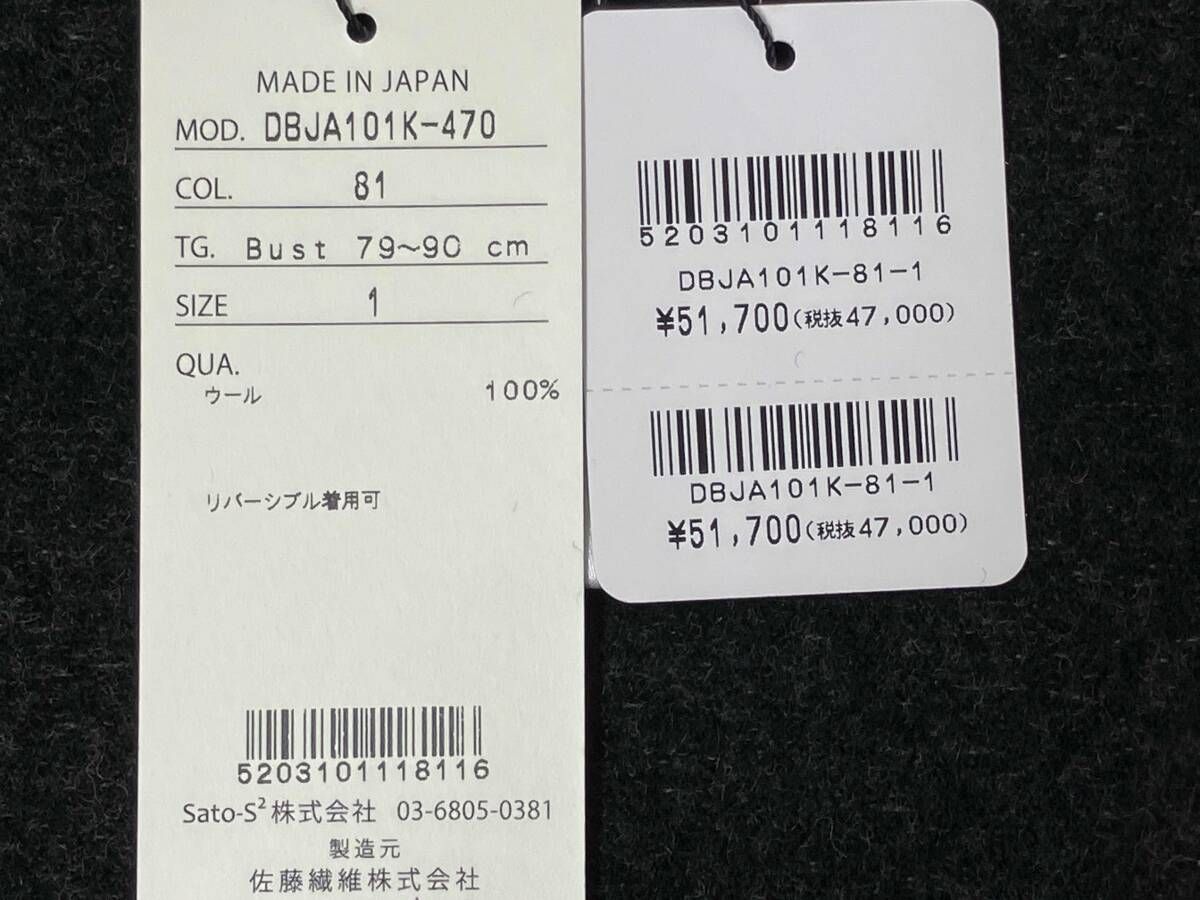 MADE IN JAPAN
MOD. DBJA101K-470
COL. 81
TG. Bust 79~90 cm
SIZE 1
QUA.
ウール 100%
リバーシブル着用可
5203101118116
Sato-S²株式会社 03-6805-0381
製造元
佐藤繊維株式会社
5203101118116
DBJA101K-81-1
¥51,700(税抜47,000)
DBJA101K-81-1
¥51,700(税抜47,000)